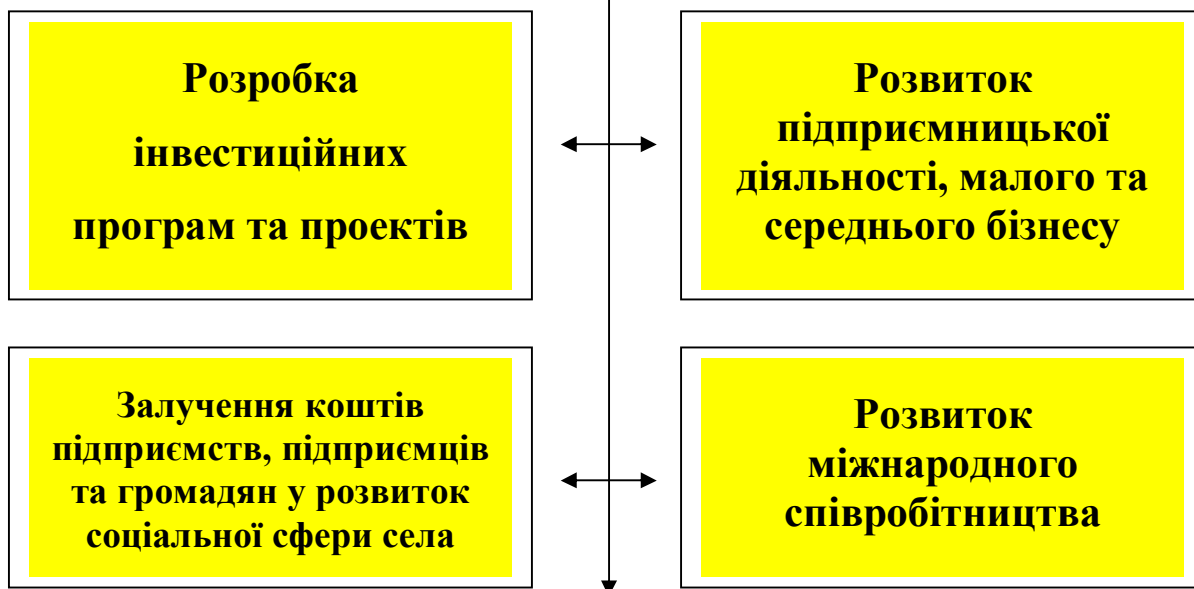 Розробка
інвестиційних
програм та проектів
Розвиток
підприємницької
діяльності, малого та
середнього бізнесу
Залучення коштів
підприємств, підприємців
та громадян у розвиток
соціальної сфери села
Розвиток
міжнародного
співробітництва